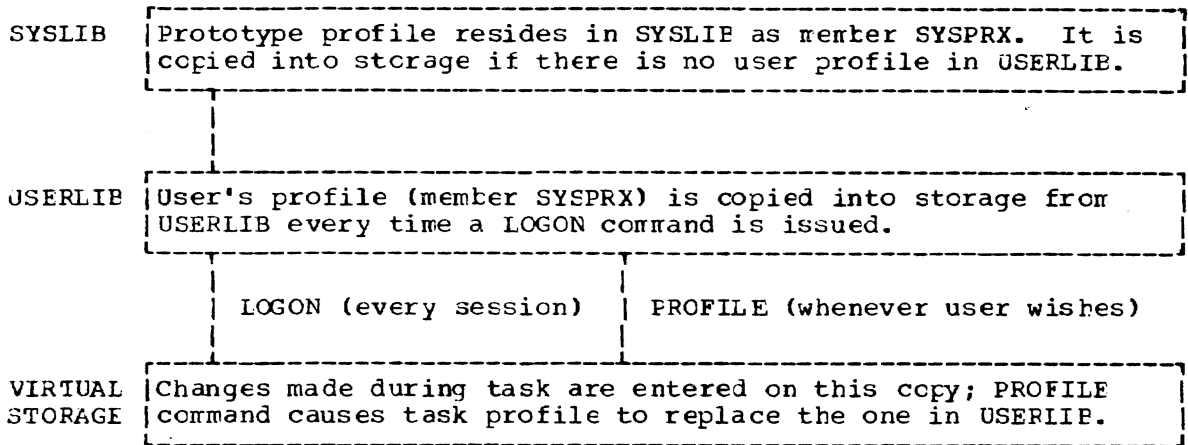 SYSLIB Prototype profile resides in SYSLIB as member SYSPRX. It is
copied into storage if there is no user profile in USERLIB.
USERLIB User's profile (member SYSPRX) is copied into storage from
USERLIB every time a LOGON command is issued.
LOGON (every session) PROFILE (whenever user wishes)
VIRTUAL Changes made during task are entered on this copy; PROFILE
STORAGE command causes task profile to replace the one in USERLIB.